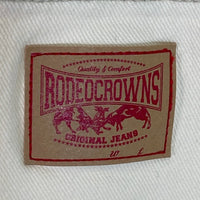 Quality & Comfort
RODEOCROWNS
ORIGINAL JEANS
W L